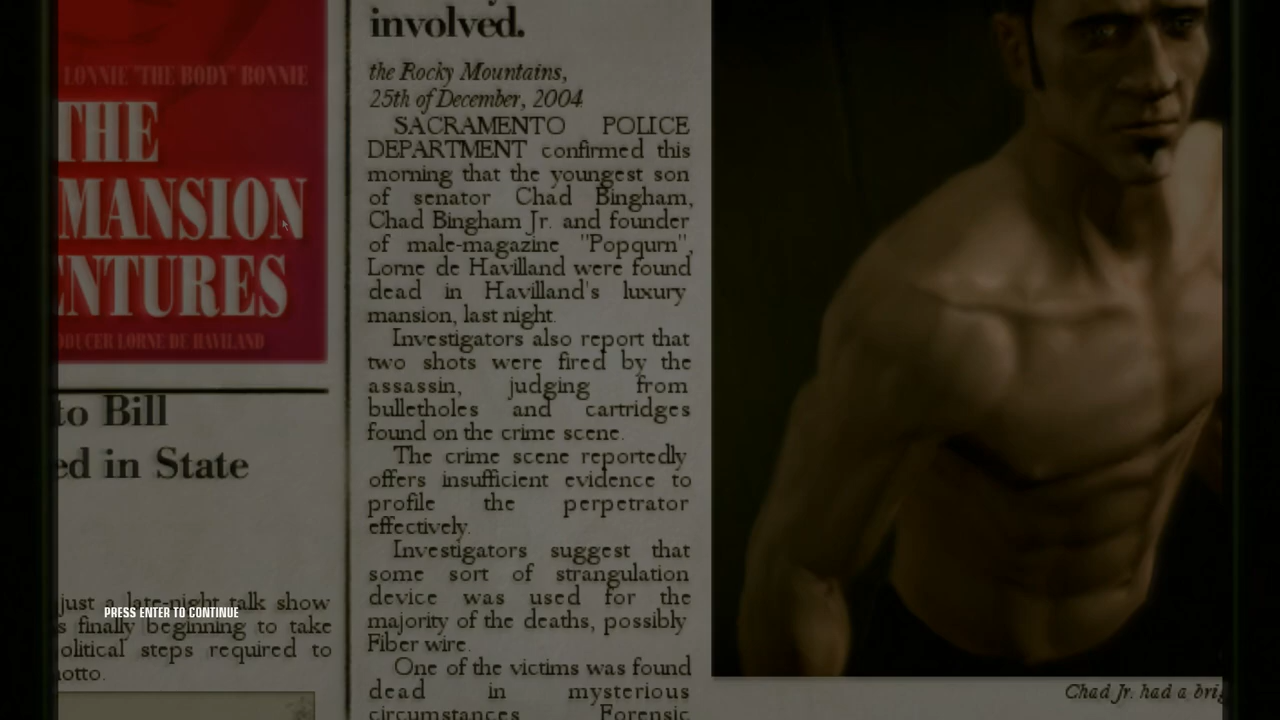 LONNIE 'THE BODY' BONNIE
THE
MANSION
ENTURES
ODUCER LORNE DE HAVILAND
to Bill
ed in State
just a late-night talk show
s finally beginning to take
olitical steps required to
otto.
PRESS ENTER TO CONTINUE
involved.
the Rocky Mountains,
25th of December, 2004
SACRAMENTO POLICE
DEPARTMENT confirmed this
morning that the youngest son
of senator Chad Bingham,
Chad Bingham Jr. and founder
of male-magazine "Popqurn",
Lorne de Havilland were found
dead in Havilland's luxury
mansion, last night.
Investigators also report that
two shots were fired by the
assassin, judging from
bulletholes and cartridges
found on the crime scene.
The crime scene reportedly
offers insufficient evidence to
profile the perpetrator
effectively.
Investigators suggest that
some sort of strangulation
device was used for the
majority of the deaths, possibly
Fiber wire.
One of the victims was found
dead in mysterious
circumstances. Forensic
Chad Jr. had a brig